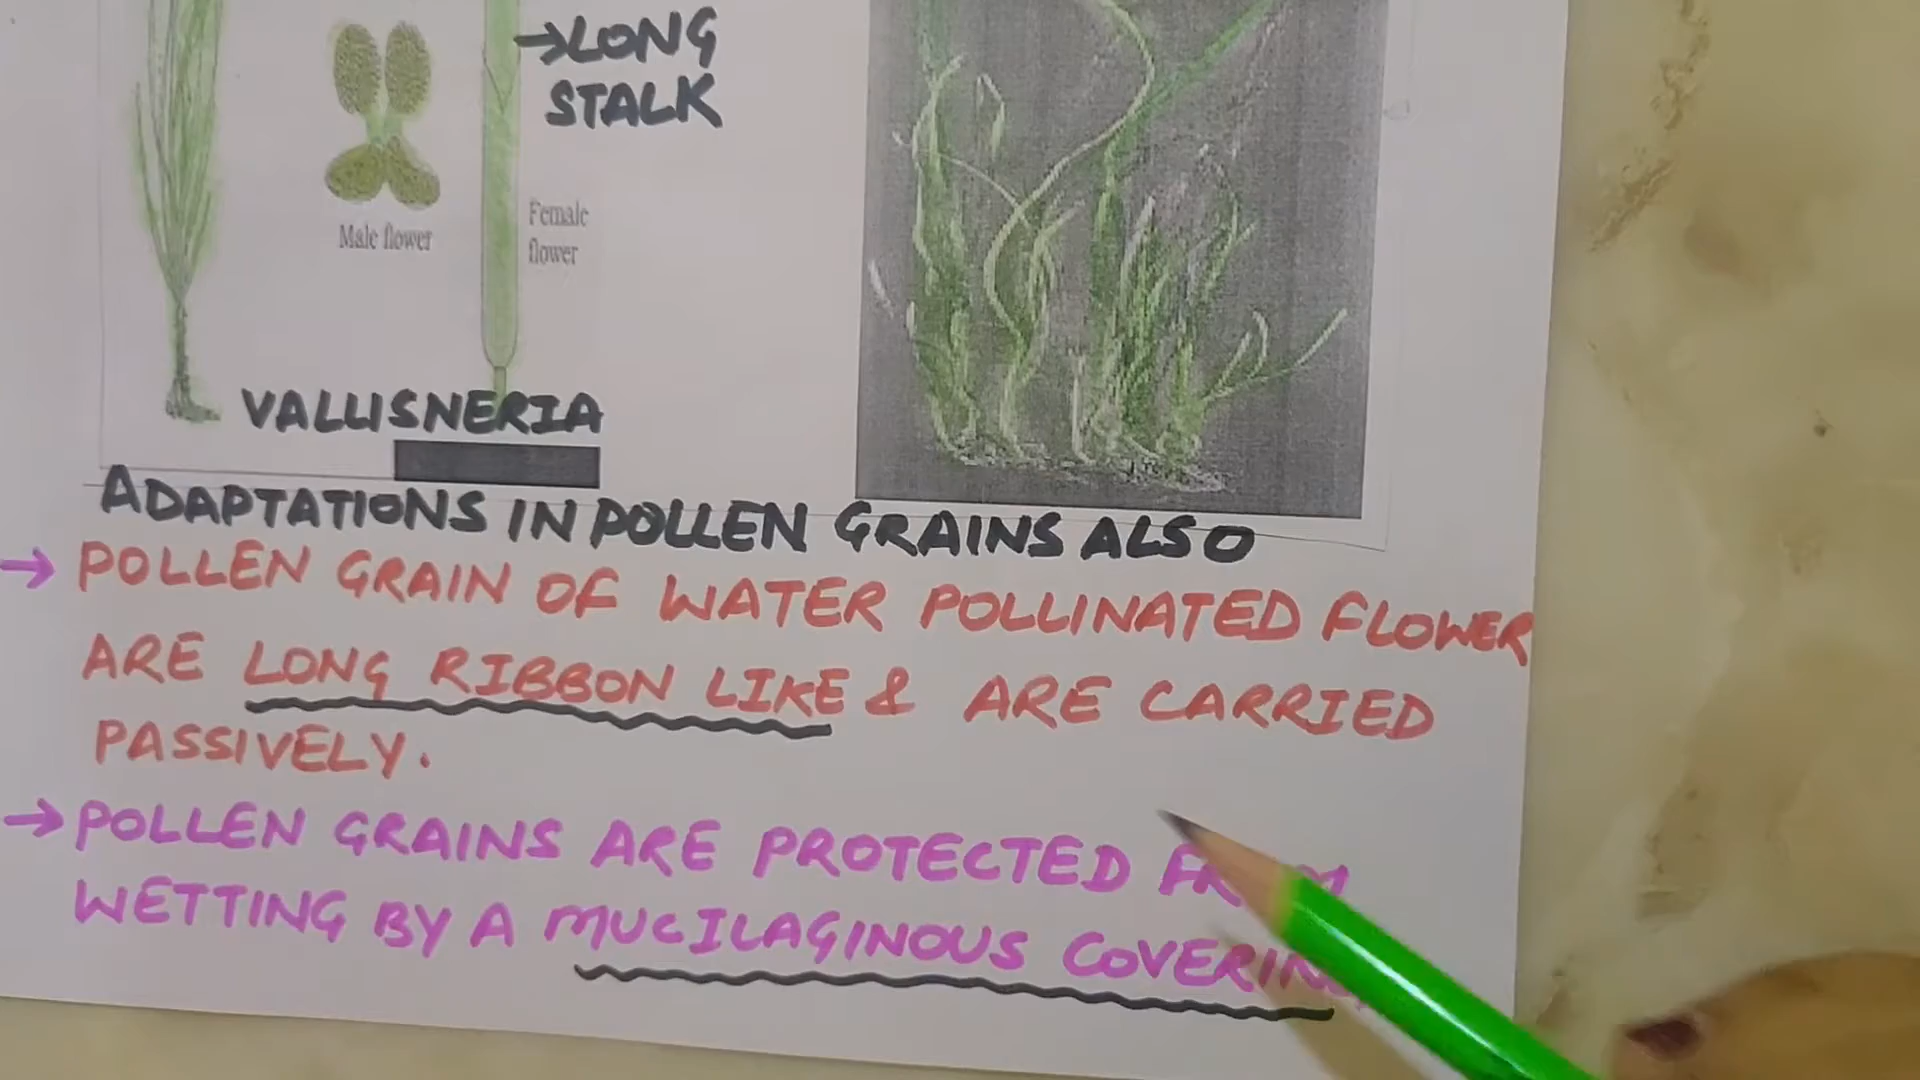 →LONG
STALK
Male flower
Female
flower
VALLISNERIA
ADAPTATIONS IN POLLEN GRAINS ALSO
→ POLLEN GRAIN OF WATER POLLINATED FLOWER
ARE LONG RIBBON LIKE & ARE CARRIED
PASSIVELY.
→ POLLEN GRAINS ARE PROTECTED
WETTING BY A MUCILAGINOUS